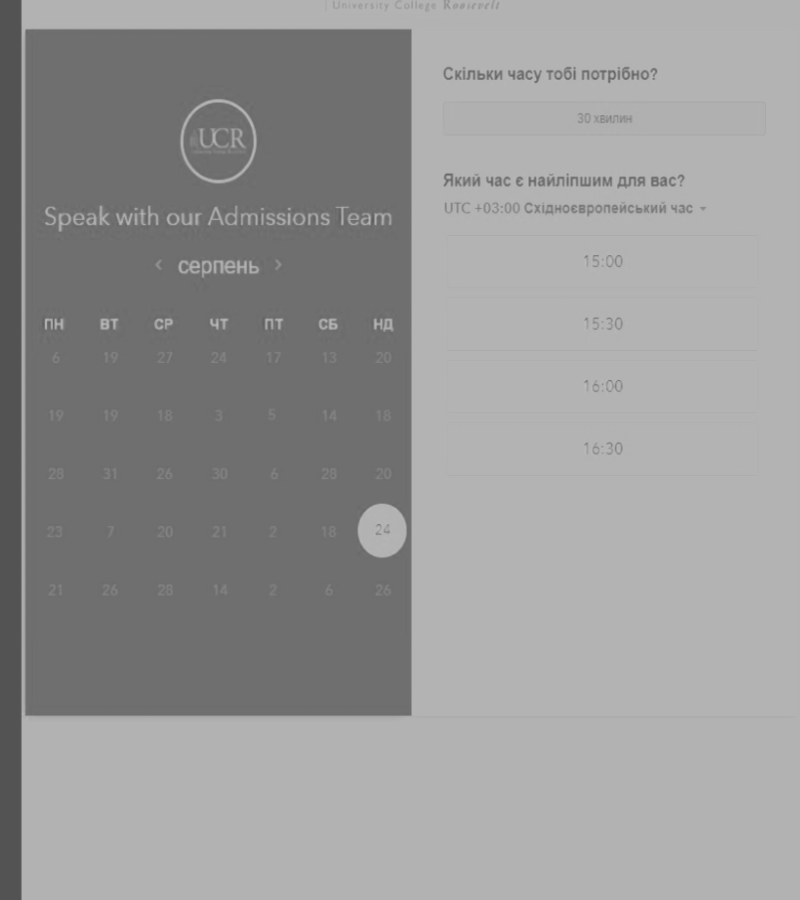 University College Roosevelt
UCR
Speak with our Admissions Team
‹ серпень ›
ПН ВТ СР ЧТ ПТ СБ НД
6 19 27 24 17 13 20
19 19 18 3 5 14 18
28 31 26 30 6 28 20
23 7 20 21 2 18 24
21 26 28 14 2 6 26
Скільки часу тобі потрібно?
30 хвилин
Який час є найліпшим для вас?
UTC +03:00 Східноєвропейський час
15:00
15:30
16:00
16:30